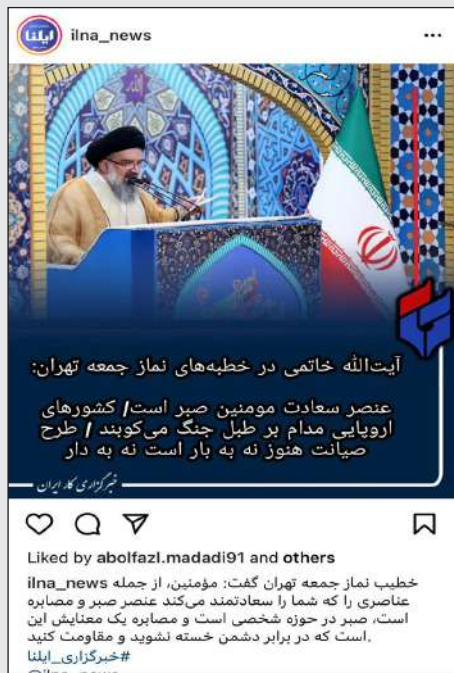 ایلنا
ilna_news
آیت‌الله خاتمی در خطبه‌های نماز جمعه تهران:
عنصر سعادت مومنین صبر است/ کشورهای
اروپایی مدام بر طبل جنگ می‌کوبند / طرح
صیانت هنوز نه به بار است نه به دار
خبرگزاری کار ایران
Liked by abolfazl.madadi91 and others
ilna_news خطیب نماز جمعه تهران گفت: مؤمنین، از جمله
عناصری را که شما را سعادتمند می‌کند عنصر صبر و مصابره
است، صبر در حوزه شخصی است و مصابره یک معنایش این
است که در برابر دشمن خسته نشوید و مقاومت کنید.
#خبرگزاری_ایلنا
@ilna_news